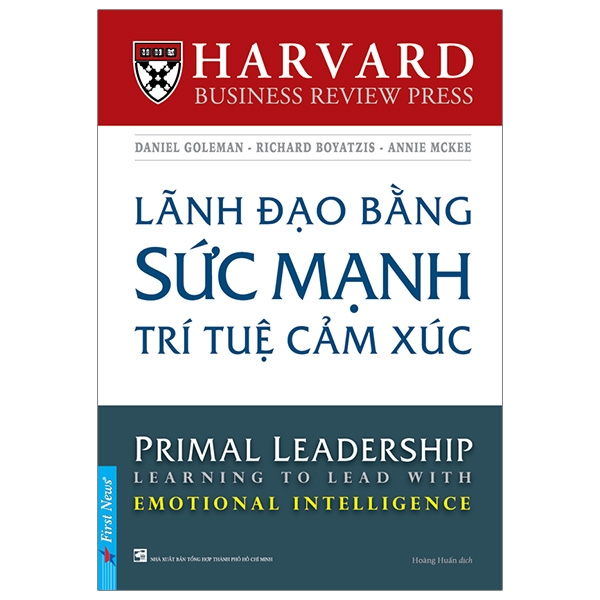 HARVARD
BUSINESS REVIEW PRESS
DANIEL GOLEMAN - RICHARD BOYATZIS - ANNIE MCKEE
LÃNH ĐẠO BẰNG
SỨC MẠNH
TRÍ TUỆ CẢM XÚC
PRIMAL LEADERSHIP
LEARNING TO LEAD WITH
EMOTIONAL INTELLIGENCE
First News®
NHÀ XUẤT BẢN TỔNG HỢP THÀNH PHỐ HỒ CHÍ MINH
Hoàng Huấn dịch